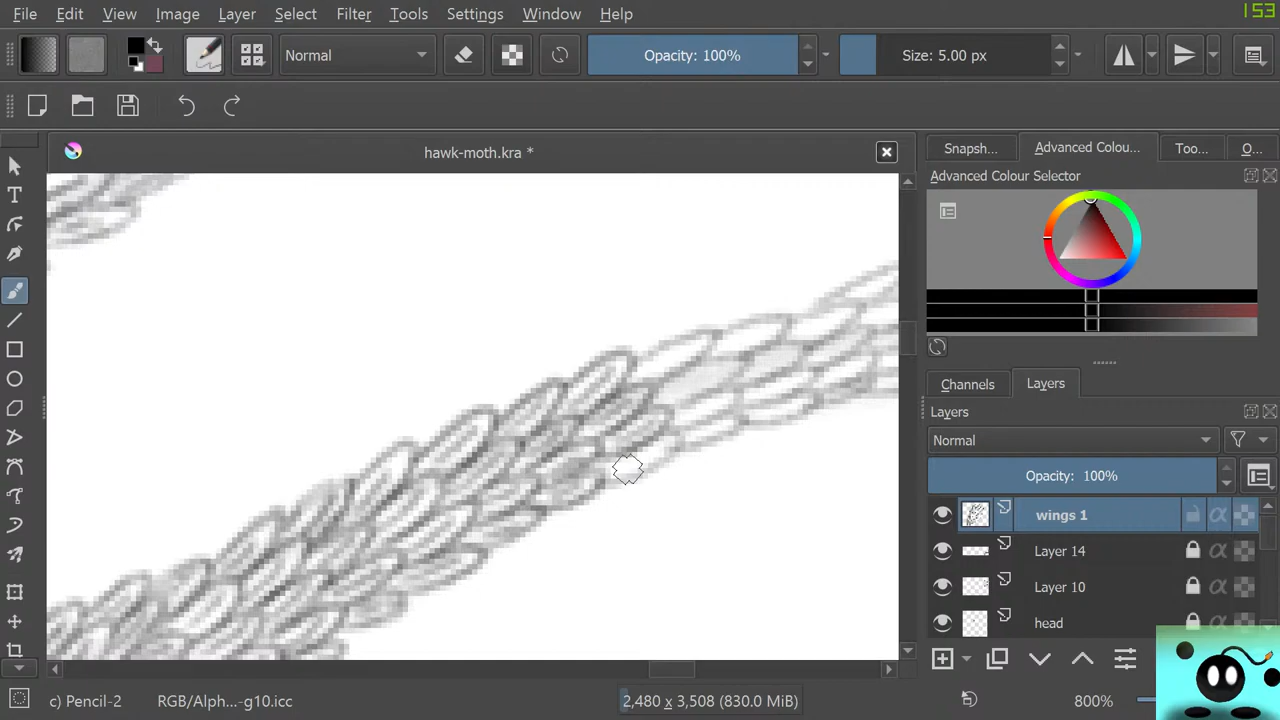 File Edit View Image Layer Select Filter Tools Settings Window Help
153
Normal
Opacity: 100%
Size: 5.00 px
hawk-moth.kra *
Snapsh...
Advanced Colou...
Too...
O...
Advanced Colour Selector
Channels
Layers
Layers
Normal
Opacity: 100%
wings 1
Layer 14
Layer 10
head
c) Pencil-2
RGB/Alph...-g10.icc
2,480 x 3,508 (830.0 MiB)
800%